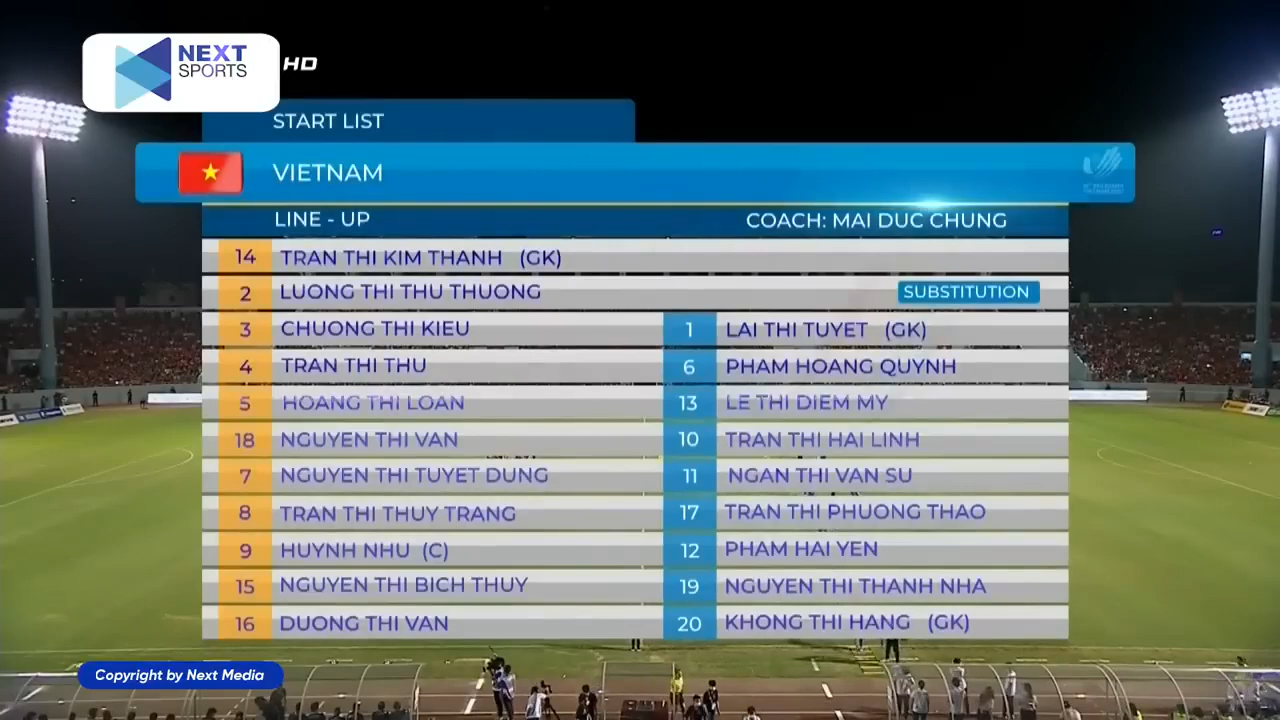 NEXT
SPORTS
HD
START LIST
VIETNAM
LINE - UP
COACH: MAI DUC CHUNG
14 TRAN THI KIM THANH (GK)
2 LUONG THI THU THUONG
3 CHUONG THI KIEU
4 TRAN THI THU
5 HOANG THI LOAN
18 NGUYEN THI VAN
7 NGUYEN THI TUYET DUNG
8 TRAN THI THUY TRANG
9 HUYNH NHU (C)
15 NGUYEN THI BICH THUY
16 DUONG THI VAN
SUBSTITUTION
1 LAI THI TUYET (GK)
6 PHAM HOANG QUYNH
13 LE THI DIEM MY
10 TRAN THI HAI LINH
11 NGAN THI VAN SU
17 TRAN THI PHUONG THAO
12 PHAM HAI YEN
19 NGUYEN THI THANH NHA
20 KHONG THI HANG (GK)
Copyright by Next Media